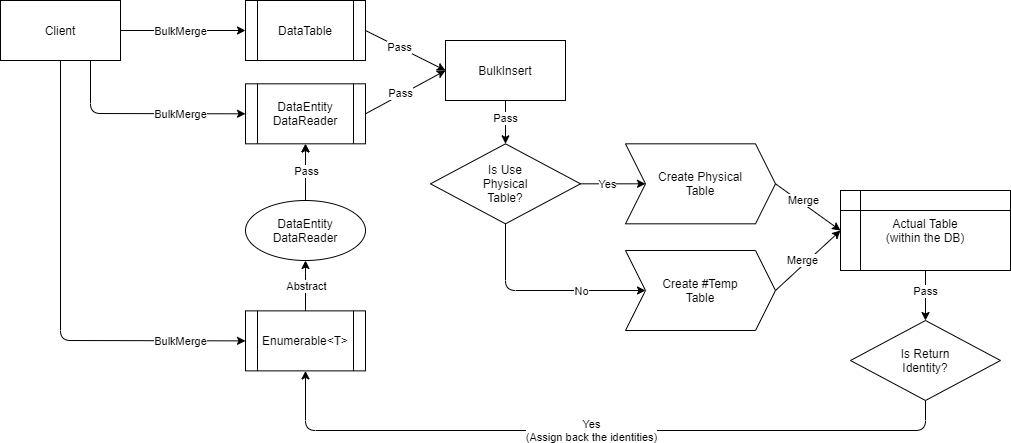 Client
BulkMerge
DataTable
Pass
BulkInsert
BulkMerge
DataEntity
DataReader
Pass
Pass
Pass
Is Use
Physical
Table?
Yes
Create Physical
Table
Merge
DataEntity
DataReader
Actual Table
(within the DB)
Abstract
No
Create #Temp
Table
Merge
Pass
BulkMerge
Enumerable<T>
Is Return
Identity?
Yes
(Assign back the identities)